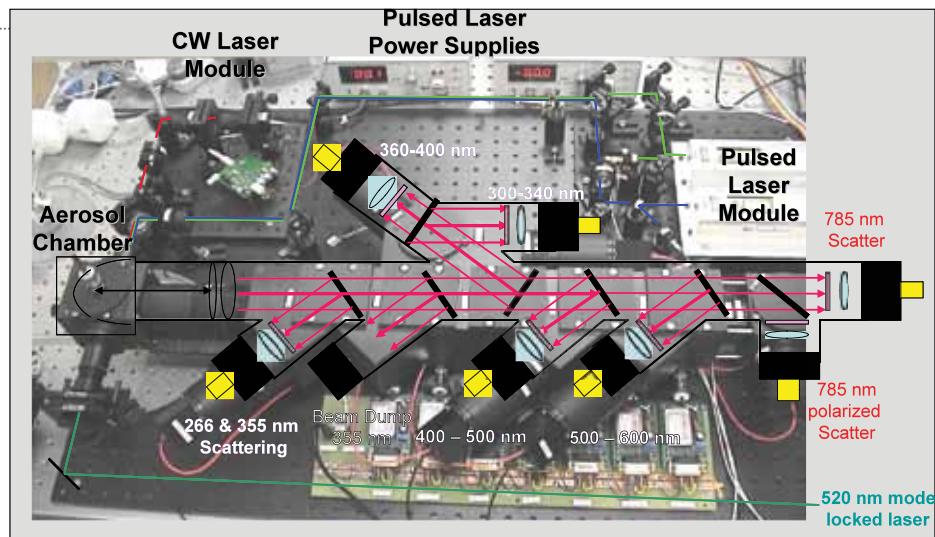 Pulsed Laser
Power Supplies
CW Laser
Module
360-400 nm
300-340 nm
Pulsed
Laser
Module
Aerosol
Chamber
785 nm
Scatter
266 & 355 nm
Scattering
Beam Dump
355 nm
400 – 500 nm
500 – 600 nm
785 nm
polarized
Scatter
520 nm mode
locked laser